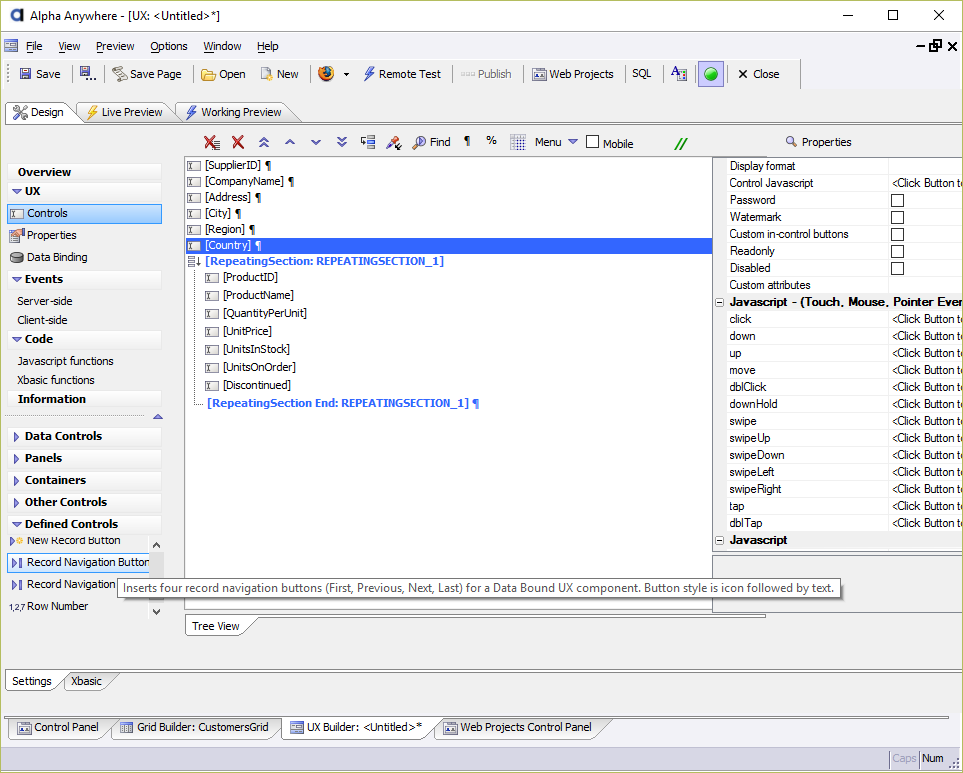 Alpha Anywhere - [UX: <Untitled>*]
File View Preview Options Window Help
Save Save Page Open New Remote Test Publish Web Projects SQL Close
Design Live Preview Working Preview
Find ¶ % Menu Mobile // Properties
Overview
UX
Controls
Properties
Data Binding
Events
Server-side
Client-side
Code
Javascript functions
Xbasic functions
Information
Data Controls
Panels
Containers
Other Controls
Defined Controls
New Record Button
Record Navigation Button
Record Navigation
1,2,7 Row Number
[SupplierID] ¶
[CompanyName] ¶
[Address] ¶
[City] ¶
[Region] ¶
[Country] ¶
[RepeatingSection: REPEATINGSECTION_1]
[ProductID]
[ProductName]
[QuantityPerUnit]
[UnitPrice]
[UnitsInStock]
[UnitsOnOrder]
[Discontinued]
[RepeatingSection End: REPEATINGSECTION_1] ¶
Display format
Control Javascript <Click Button t
Password
Watermark
Custom in-control buttons
Readonly
Disabled
Custom attributes
Javascript - (Touch, Mouse, Pointer Ever
click <Click Button t
down <Click Button t
up <Click Button t
move <Click Button t
dblClick <Click Button t
downHold <Click Button t
swipe <Click Button t
swipeUp <Click Button t
swipeDown <Click Button t
swipeLeft <Click Button t
swipeRight <Click Button t
tap <Click Button t
dblTap <Click Button t
Javascript
Inserts four record navigation buttons (First, Previous, Next, Last) for a Data Bound UX component. Button style is icon followed by text.
Tree View
Settings Xbasic
Control Panel Grid Builder: CustomersGrid UX Builder: <Untitled>* Web Projects Control Panel
Caps Num